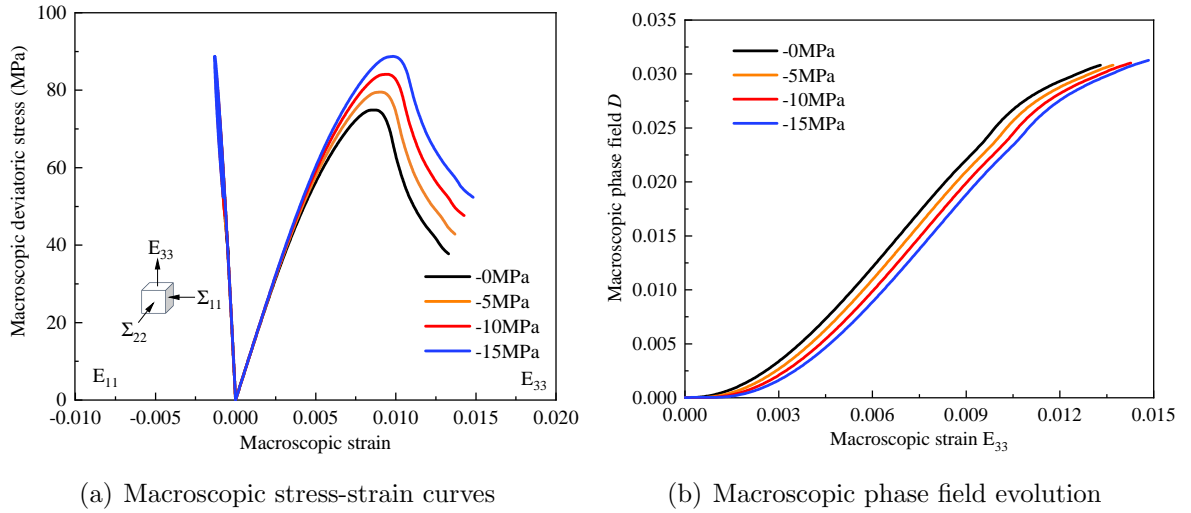 Macroscopic deviatoric stress (MPa)
100
80
60
40
20
0
E33
Σ11
Σ22
-0MPa
-5MPa
-10MPa
-15MPa
E11
E33
-0.010 -0.005 0.000 0.005 0.010 0.015 0.020
Macroscopic strain
(a) Macroscopic stress-strain curves
Macroscopic phase field D
0.035
0.030
0.025
0.020
0.015
0.010
0.005
0.000
-0MPa
-5MPa
-10MPa
-15MPa
0.000 0.003 0.006 0.009 0.012 0.015
Macroscopic strain E33
(b) Macroscopic phase field evolution